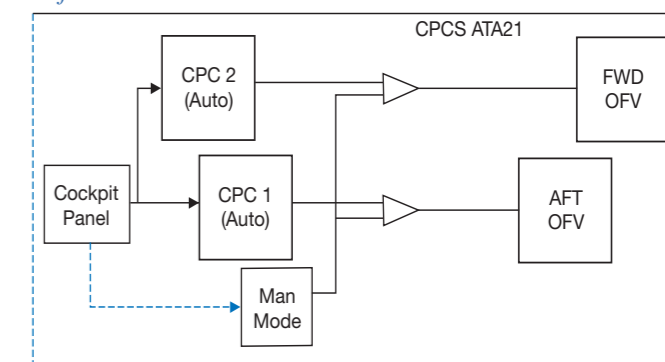 CPCS ATA21
CPC 2
(Auto)
FWD
OFV
Cockpit
Panel
CPC 1
(Auto)
AFT
OFV
Man
Mode